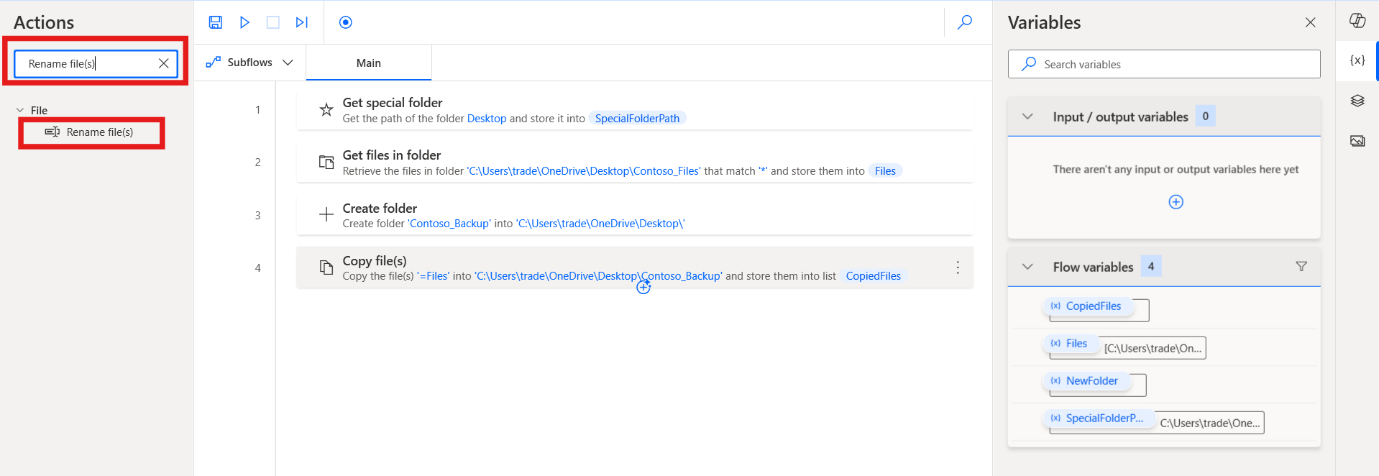 Actions
Rename file(s)
File
Rename file(s)
Subflows
Main
1
Get special folder
Get the path of the folder Desktop and store it into SpecialFolderPath
2
Get files in folder
Retrieve the files in folder 'C:\Users\trade\OneDrive\Desktop\Contoso_Files' that match '*' and store them into Files
3
Create folder
Create folder 'Contoso_Backup' into 'C:\Users\trade\OneDrive\Desktop\'
4
Copy file(s)
Copy the file(s) '=Files' into 'C:\Users\trade\OneDrive\Desktop\Contoso_Backup' and store them into list CopiedFiles
Variables
Search variables
{x}
Input / output variables 0
There aren't any input or output variables here yet
Flow variables 4
{x} CopiedFiles
{x} Files [C:\Users\trade\On...
{x} NewFolder
{x} SpecialFolderP... C:\Users\trade\One...